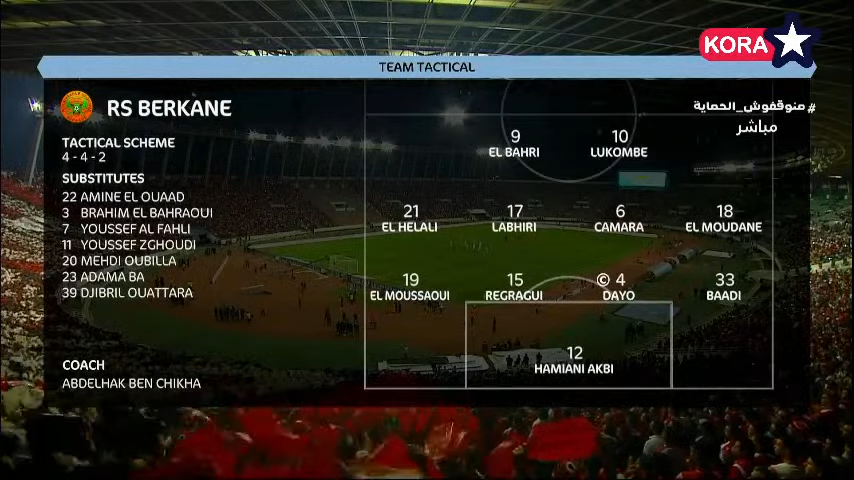 KORA
TEAM TACTICAL
RS BERKANE
#منوقفوش_الحصاية
مباشر
TACTICAL SCHEME
4 - 4 - 2
SUBSTITUTES
22 AMINE EL OUAAD
3 BRAHIM EL BAHRAOUI
7 YOUSSEF AL FAHLI
11 YOUSSEF ZGHOUDI
20 MEHDI OUBILLA
23 ADAMA BA
39 DJIBRIL OUATTARA
COACH
ABDELHAK BEN CHIKHA
9 10
EL BAHRI LUKOMBE
21 17 6 18
EL HELALI LABHIRI CAMARA EL MOUDANE
19 15 © 4 33
EL MOUSSAOUI REGRAGUI DAYO BAADI
12
HAMIANI AKBI